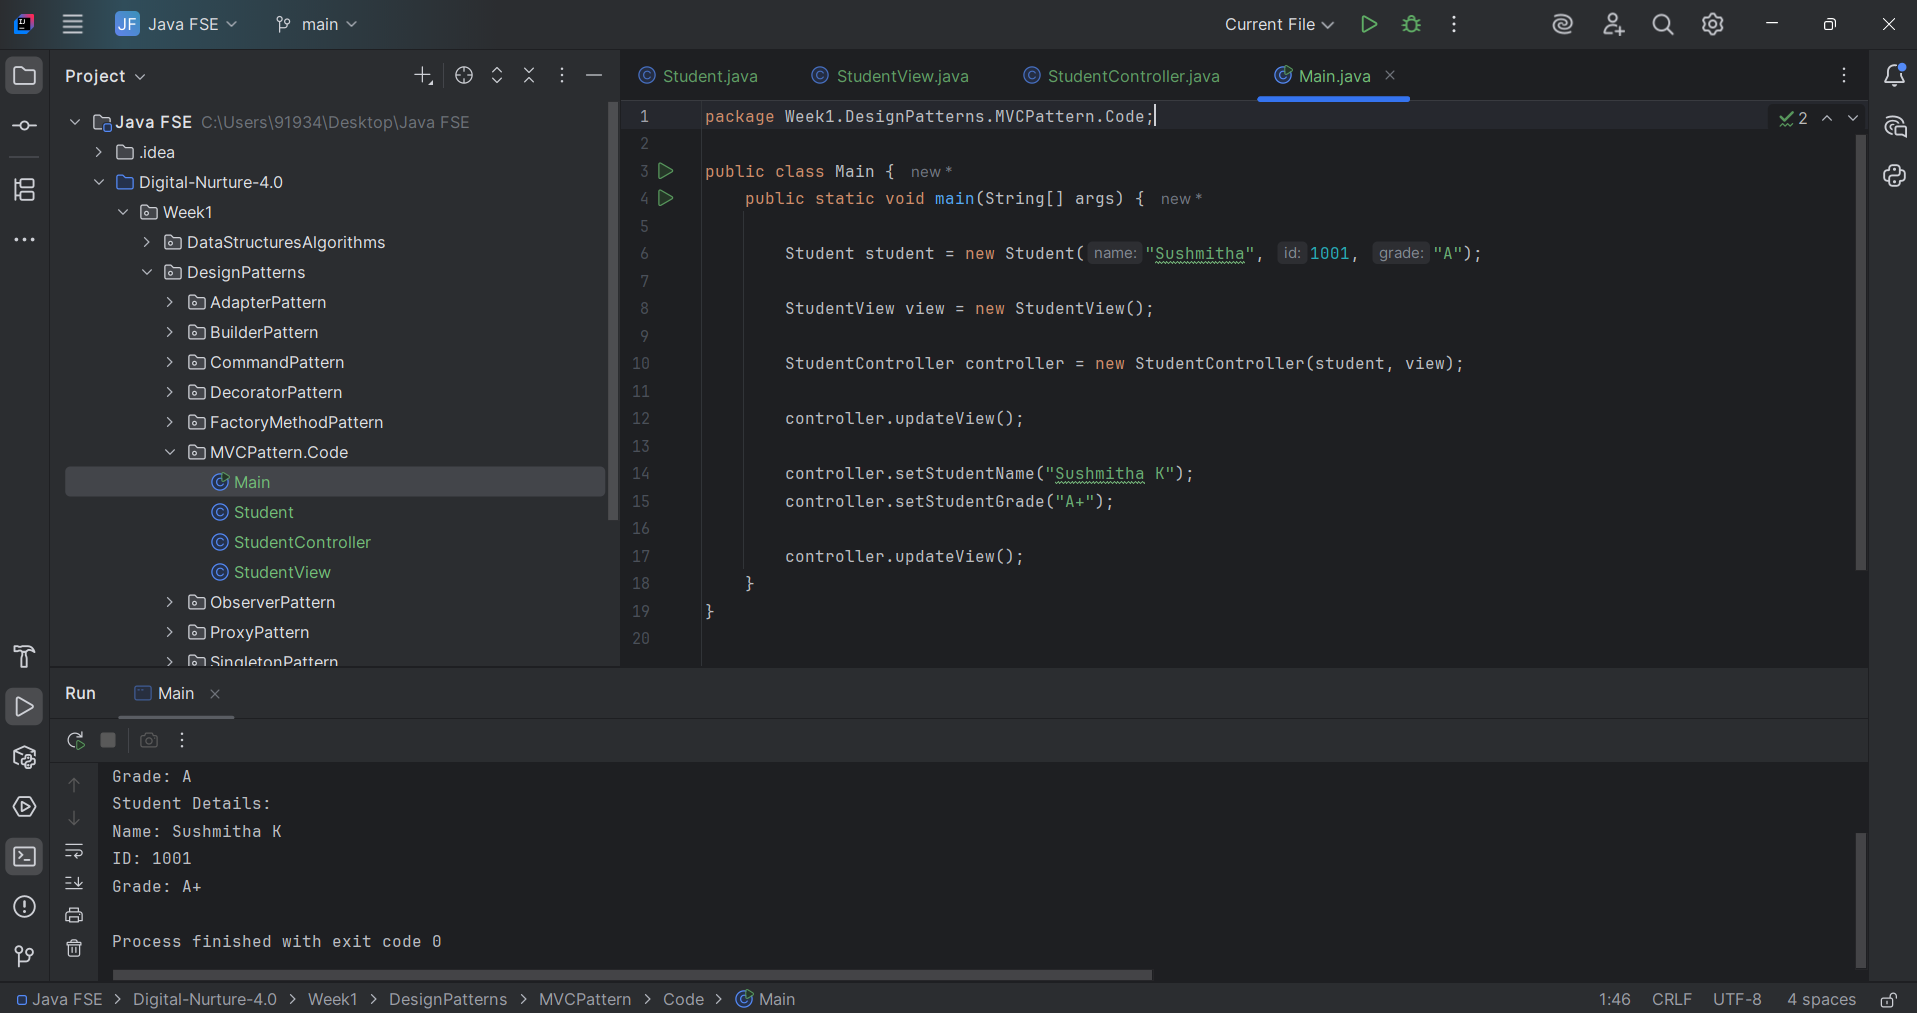 JF Java FSE main Current File
Project
Student.java StudentView.java StudentController.java Main.java
Java FSE C:\Users\91934\Desktop\Java FSE
.idea
Digital-Nurture-4.0
Week1
DataStructuresAlgorithms
DesignPatterns
AdapterPattern
BuilderPattern
CommandPattern
DecoratorPattern
FactoryMethodPattern
MVCPattern.Code
Main
Student
StudentController
StudentView
ObserverPattern
ProxyPattern
SingletonPattern
1 package Week1.DesignPatterns.MVCPattern.Code; 2
2
3 public class Main { new *
4 public static void main(String[] args) { new *
5
6 Student student = new Student( name: "Sushmitha", id: 1001, grade: "A");
7
8 StudentView view = new StudentView();
9
10 StudentController controller = new StudentController(student, view);
11
12 controller.updateView();
13
14 controller.setStudentName("Sushmitha K");
15 controller.setStudentGrade("A+");
16
17 controller.updateView();
18 }
19 }
20
Run Main
Grade: A
Student Details:
Name: Sushmitha K
ID: 1001
Grade: A+
Process finished with exit code 0
Java FSE > Digital-Nurture-4.0 > Week1 > DesignPatterns > MVCPattern > Code > Main 1:46 CRLF UTF-8 4 spaces